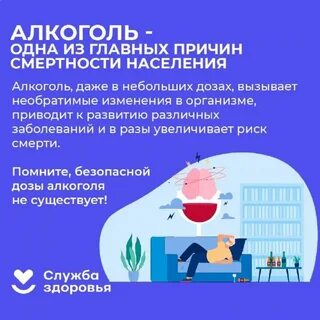 АЛКОГОЛЬ -
ОДНА ИЗ ГЛАВНЫХ ПРИЧИН
СМЕРТНОСТИ НАСЕЛЕНИЯ
Алкоголь, даже в небольших дозах, вызывает
необратимые изменения в организме,
приводит к развитию различных
заболеваний и в разы увеличивает риск
смерти.
Помните, безопасной
дозы алкоголя
не существует!
Служба
здоровья